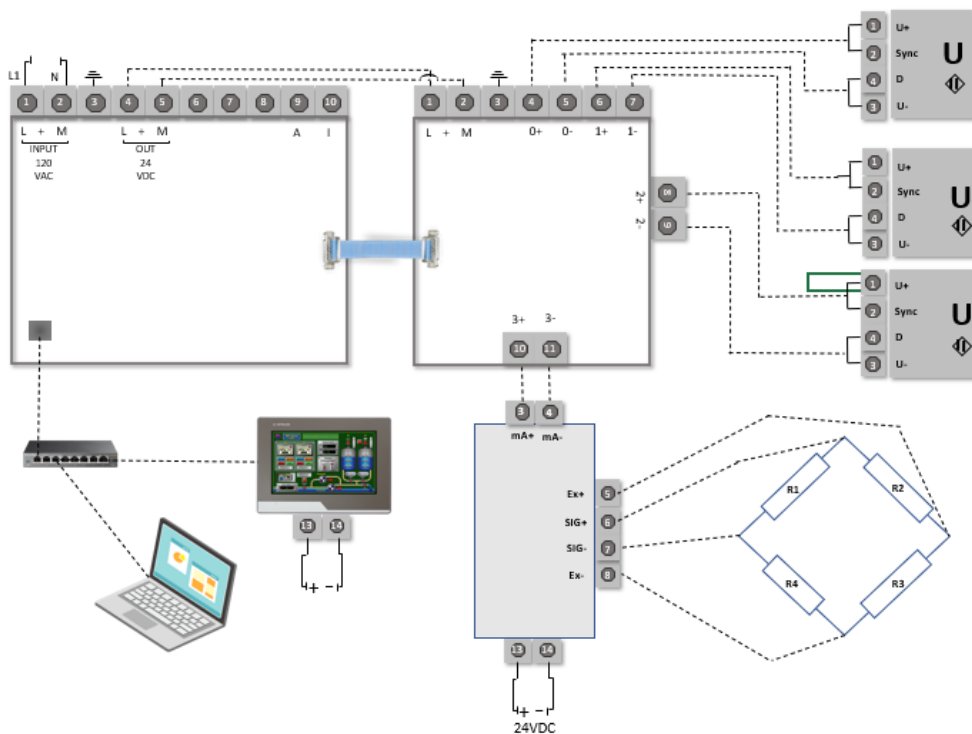 L1 N
1 2 3 4 5 6 7 8 9 10
L + M L + M A I
INPUT OUT
120 24
VAC VDC
1 2 3 4 5 6 7
L + M 0+ 0- 1+ 1-
2+ 8
2- 9
3+ 3-
10 11
1 U+
2 Sync
4 D
3 U-
U
1 U+
2 Sync
4 D
3 U-
U
1 U+
2 Sync
4 D
3 U-
U
3 4
mA+ mA-
Ex+ 5
SIG+ 6
SIG- 7
Ex- 8
13 14
+ -
24VDC
13 14
+ -
R1 R2
R4 R3